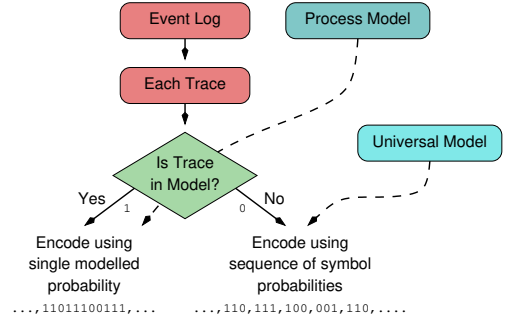 Event Log
Process Model
Each Trace
Universal Model
Is Trace
in Model?
Yes
No
1
0
Encode using
single modelled
probability
Encode using
sequence of symbol
probabilities
...,11011100111,...
...,110,111,100,001,110,....